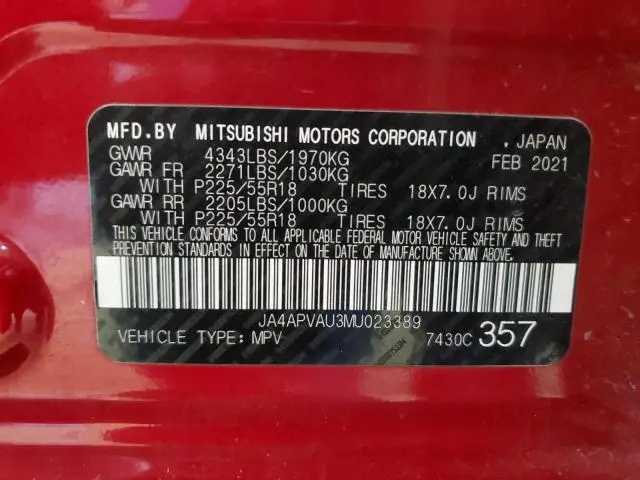 MFD.BY MITSUBISHI MOTORS CORPORATION . JAPAN
GVWR 4343LBS/1970KG FEB 2021
GAWR FR 2271LBS/1030KG
WITH P225/55R18 TIRES 18X7.0J RIMS
GAWR RR 2205LBS/1000KG
WITH P225/55R18 TIRES 18X7.0J RIMS
THIS VEHICLE CONFORMS TO ALL APPLICABLE FEDERAL MOTOR VEHICLE SAFETY AND THEFT
PREVENTION STANDARDS IN EFFECT ON THE DATE OF MANUFACTURE SHOWN ABOVE.
JA4APVAU3MU023389
VEHICLE TYPE: MPV 7430C 357